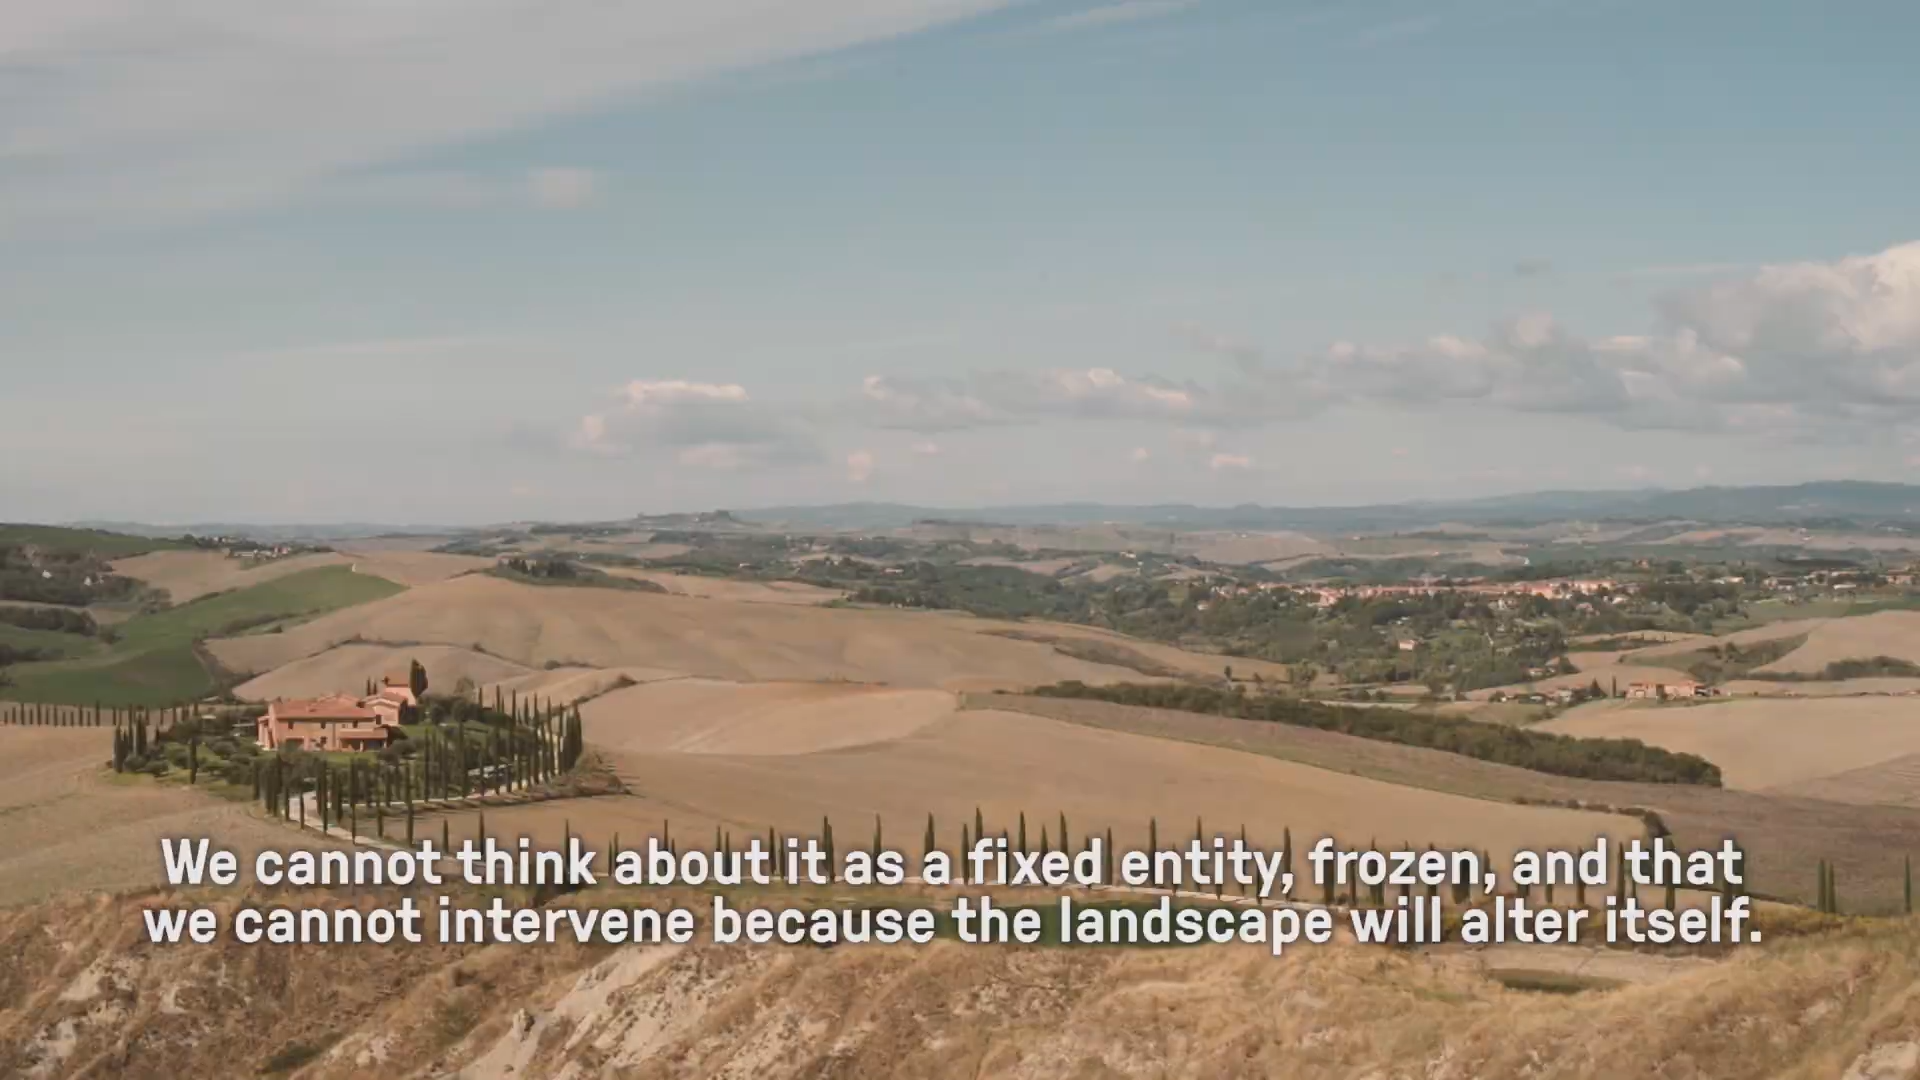 We cannot think about it as a fixed entity, frozen, and that
we cannot intervene because the landscape will alter itself.